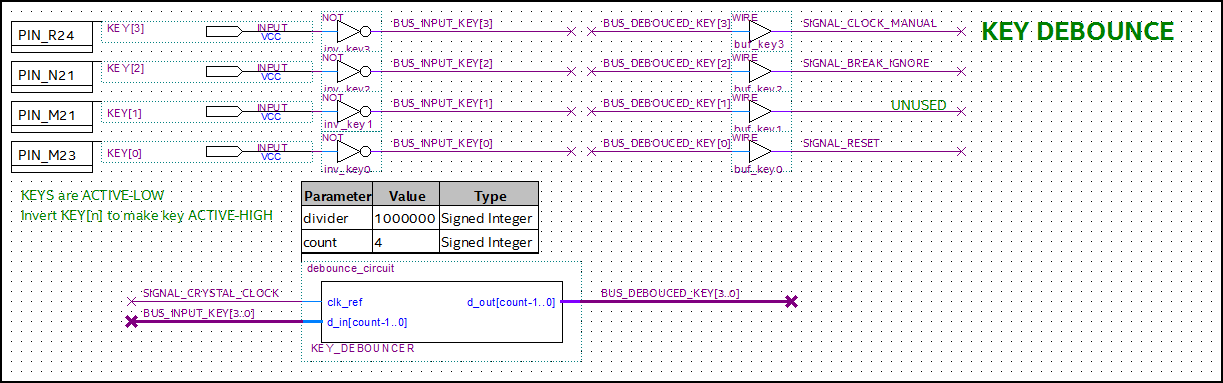 KEY DEBOUNCE
PIN_R24 KEY[3] INPUT VCC NOT inv_key3 BUS_INPUT_KEY[3] BUS_DEBOUCED_KEY[3] WIRE buf_key3 SIGNAL_CLOCK_MANUAL
PIN_N21 KEY[2] INPUT VCC NOT inv_key2 BUS_INPUT_KEY[2] BUS_DEBOUCED_KEY[2] WIRE buf_key2 SIGNAL_BREAK_IGNORE
PIN_M21 KEY[1] INPUT VCC NOT inv_key1 BUS_INPUT_KEY[1] BUS_DEBOUCED_KEY[1] WIRE buf_key1 UNUSED
PIN_M23 KEY[0] INPUT VCC NOT inv_key0 BUS_INPUT_KEY[0] BUS_DEBOUCED_KEY[0] WIRE buf_key0 SIGNAL_RESET
KEYS are ACTIVE-LOW
Invert KEY[n] to make key ACTIVE-HIGH
Parameter Value Type
divider 1000000 Signed Integer
count 4 Signed Integer
debounce_circuit
SIGNAL_CRYSTAL_CLOCK clk_ref d_out[count-1..0] BUS_DEBOUCED_KEY[3..0]
BUS_INPUT_KEY[3..0] d_in[count-1..0]
KEY_DEBOUNCER